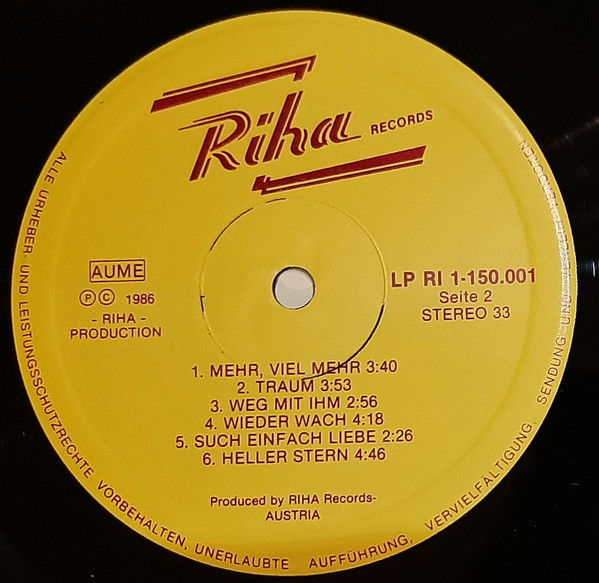 Riha RECORDS
AUME
Ⓟ Ⓒ 1986
- RIHA -
PRODUCTION
LP RI 1-150.001
Seite 2
STEREO 33
1. MEHR, VIEL MEHR 3:40
2. TRAUM 3:53
3. WEG MIT IHM 2:56
4. WIEDER WACH 4:18
5. SUCH EINFACH LIEBE 2:26
6. HELLER STERN 4:46
Produced by RIHA Records-
AUSTRIA
ALLE URHEBER- UND LEISTUNGSSCHUTZRECHTE VORBEHALTEN, UNERLAUBTE AUFFÜHRUNG, VERVIELFALTIGUNG, SENDUNG UND